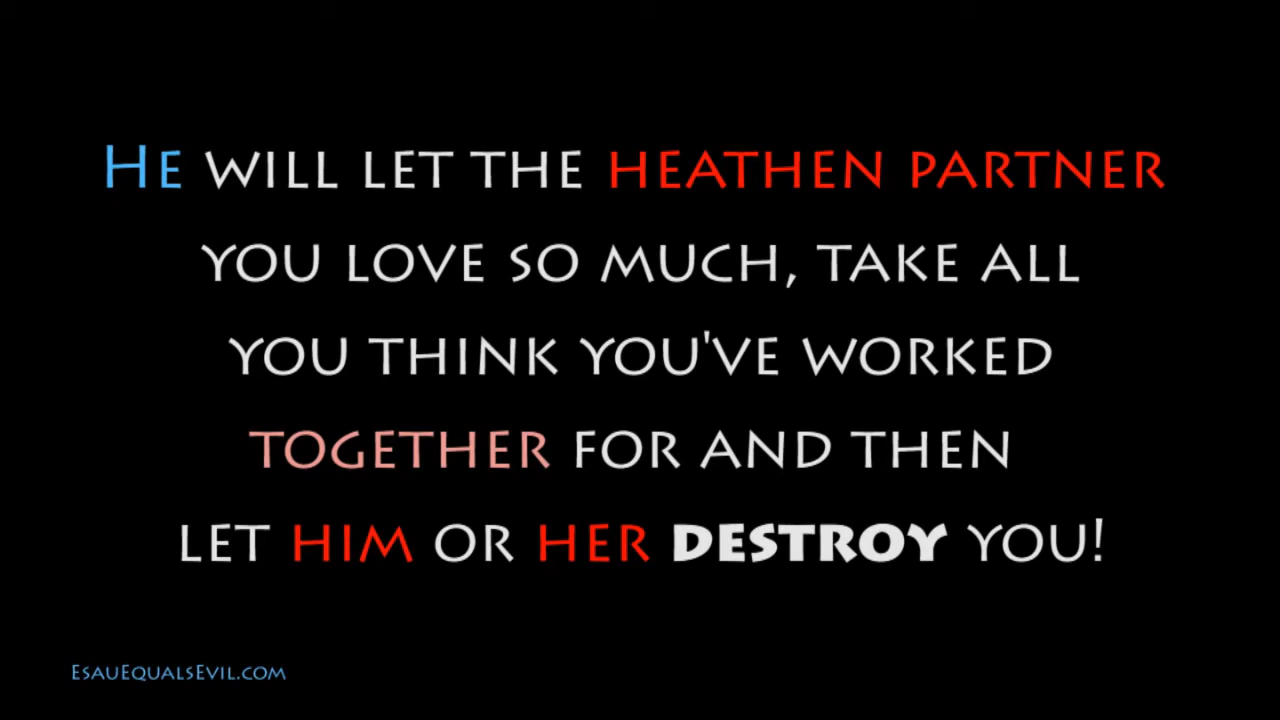 He will let the heathen partner
you love so much, take all
you think you've worked
together for and then
let him or her destroy you!
EsauEqualsEvil.com